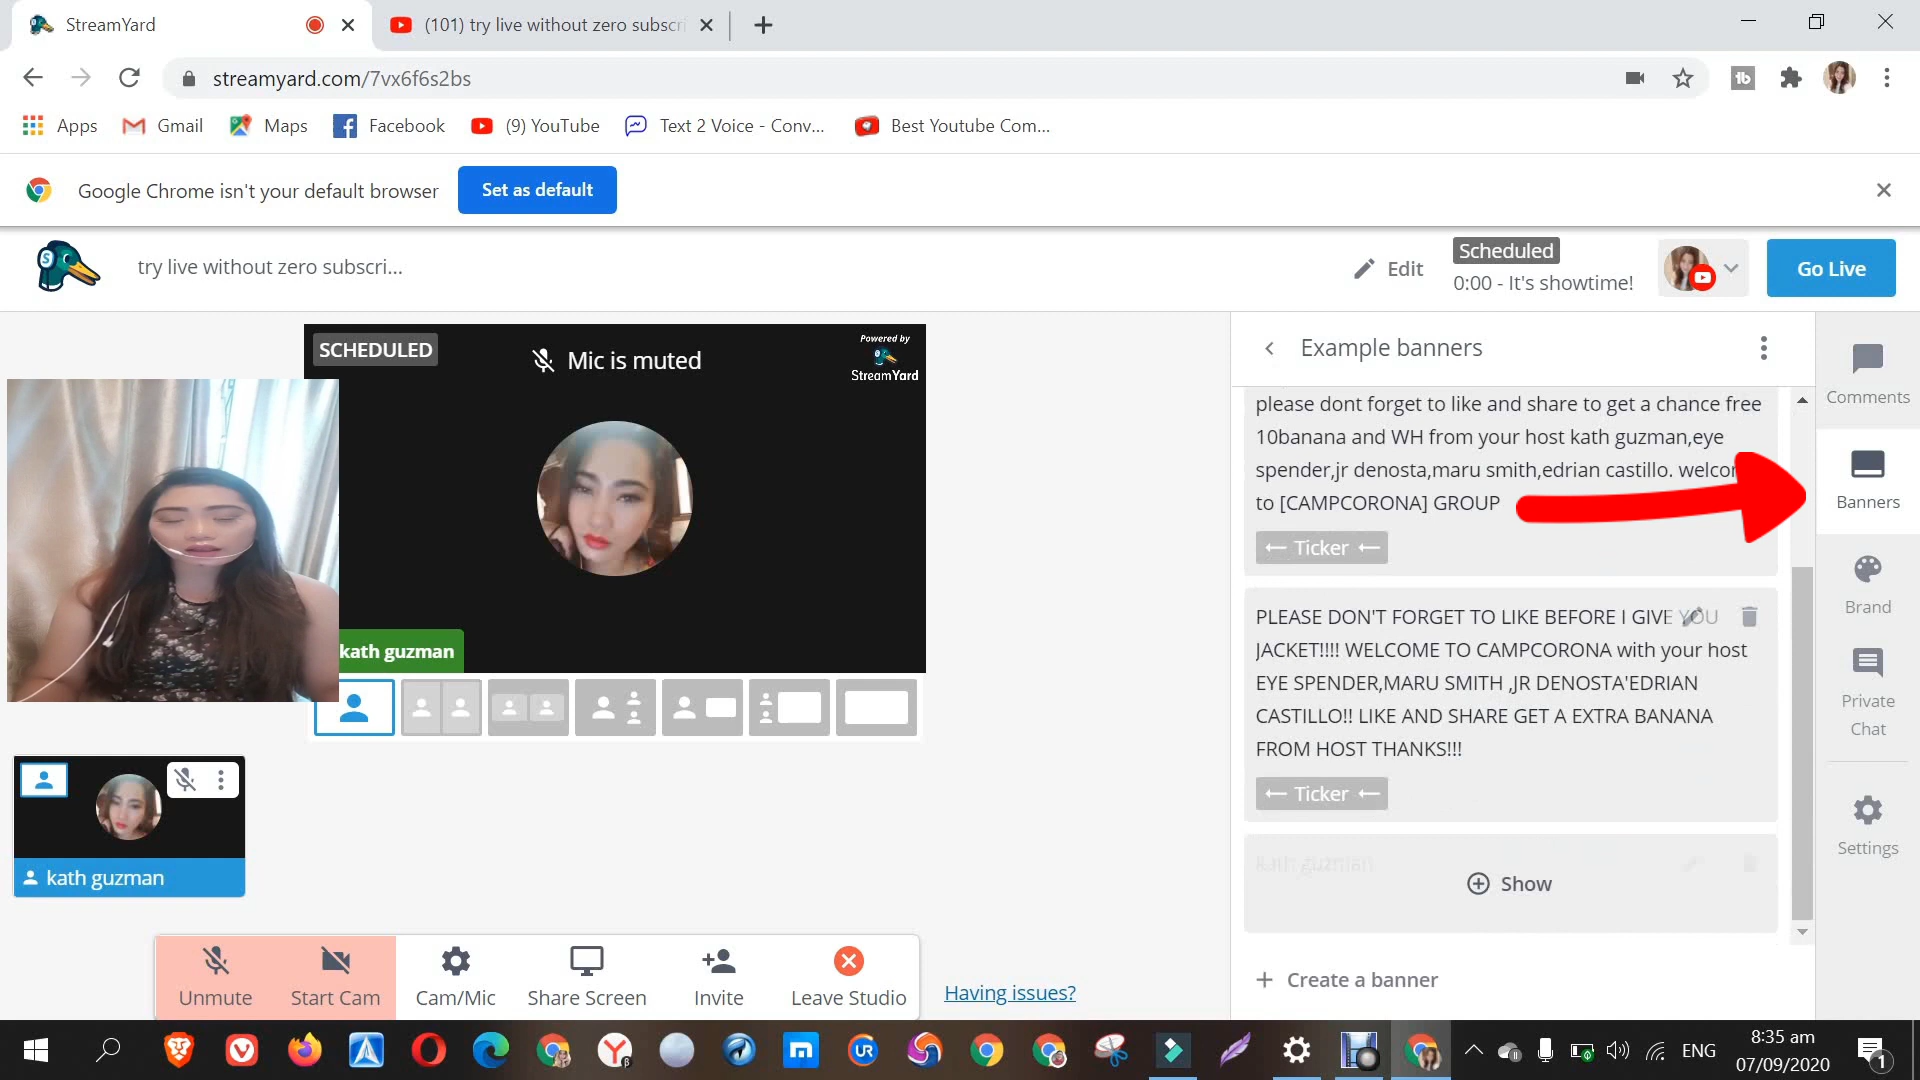 StreamYard
(101) try live without zero subscri
streamyard.com/7vx6f6s2bs
Apps
Gmail
Maps
Facebook
(9) YouTube
Text 2 Voice - Conv...
Best Youtube Com...
Google Chrome isn't your default browser
Set as default
try live without zero subscri...
Edit
Scheduled
0:00 - It's showtime!
Go Live
SCHEDULED
Mic is muted
Powered by
StreamYard
kath guzman
kath guzman
Unmute
Start Cam
Cam/Mic
Share Screen
Invite
Leave Studio
Having issues?
Example banners
please dont forget to like and share to get a chance free
10banana and WH from your host kath guzman,eye
spender,jr denosta,maru smith,edrian castillo. welcom
to [CAMPCORONA] GROUP
Ticker
PLEASE DON'T FORGET TO LIKE BEFORE I GIVE YOU
JACKET!!!! WELCOME TO CAMPCORONA with your host
EYE SPENDER,MARU SMITH ,JR DENOSTA'EDRIAN
CASTILLO!! LIKE AND SHARE GET A EXTRA BANANA
FROM HOST THANKS!!!
Ticker
kath guzman
Show
Create a banner
Comments
Banners
Brand
Private
Chat
Settings
ENG
8:35 am
07/09/2020
1